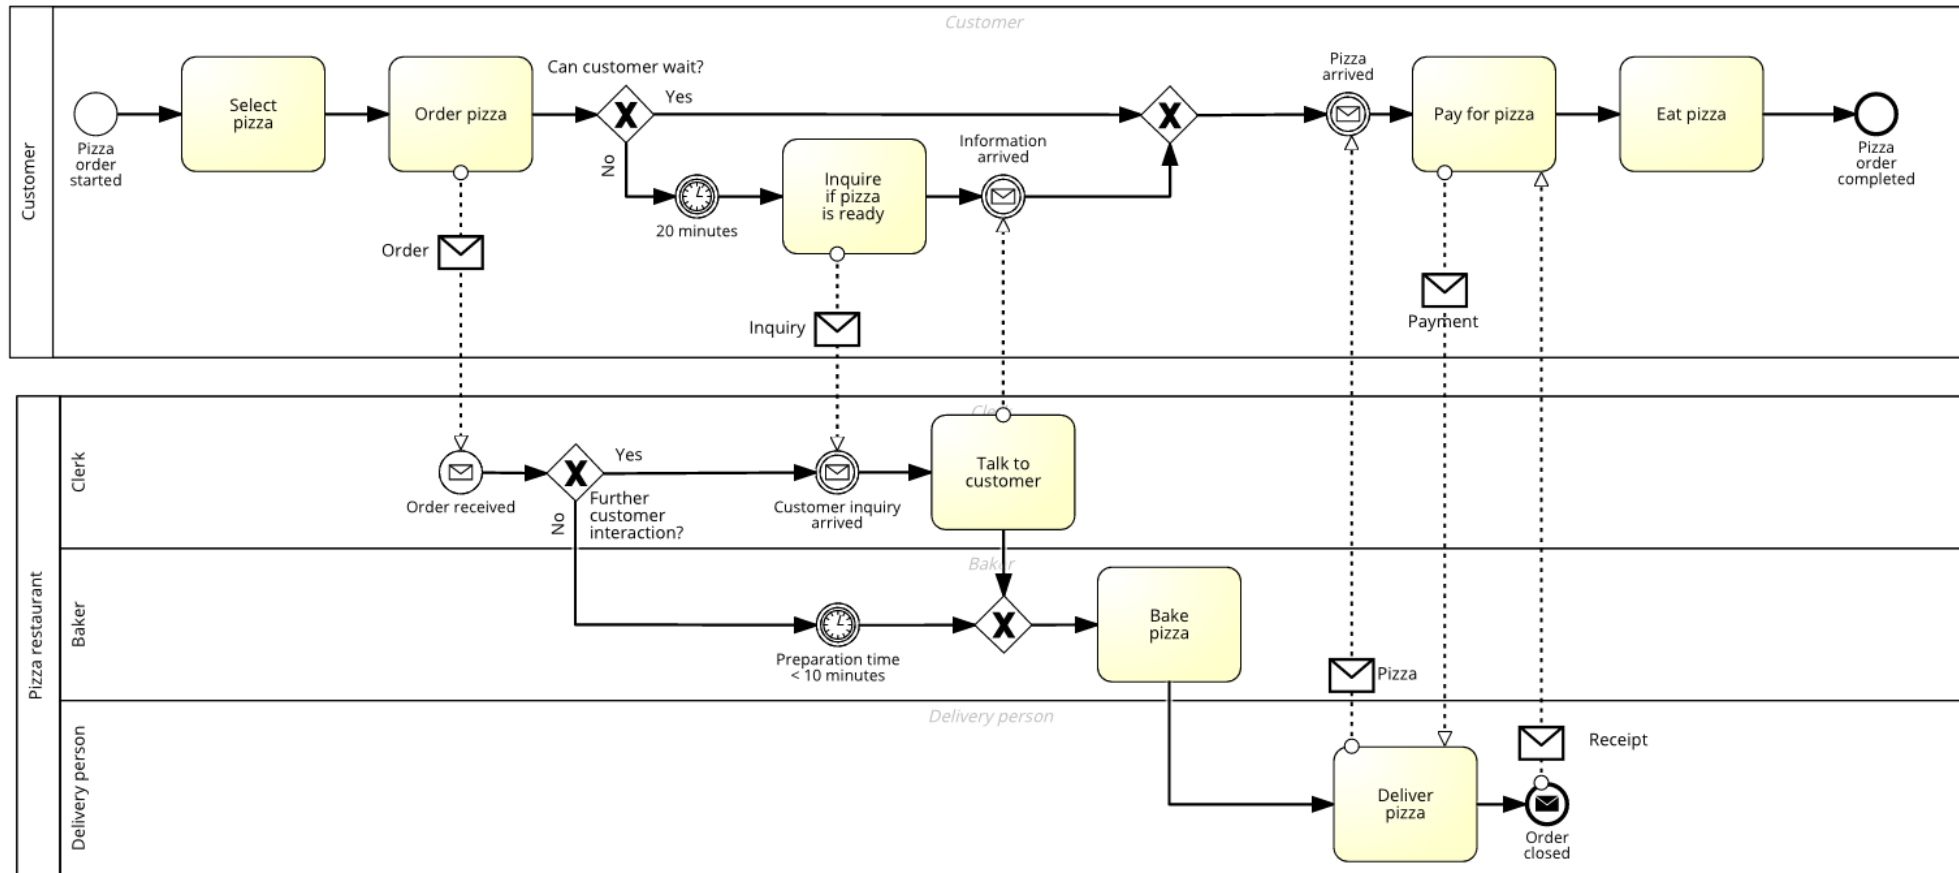 Customer
Customer
Pizza
order
started
Select
pizza
Order pizza
Can customer wait?
Yes
No
20 minutes
Inquire
if pizza
is ready
Information
arrived
Pizza
arrived
Pay for pizza
Eat pizza
Pizza
order
completed
Order
Inquiry
Payment
Pizza restaurant
Clerk
Order received
Yes
Further
customer
interaction?
No
Customer inquiry
arrived
Talk to
customer
Baker
Baker
Preparation time
< 10 minutes
Bake
pizza
Pizza
Delivery person
Delivery person
Receipt
Deliver
pizza
Order
closed